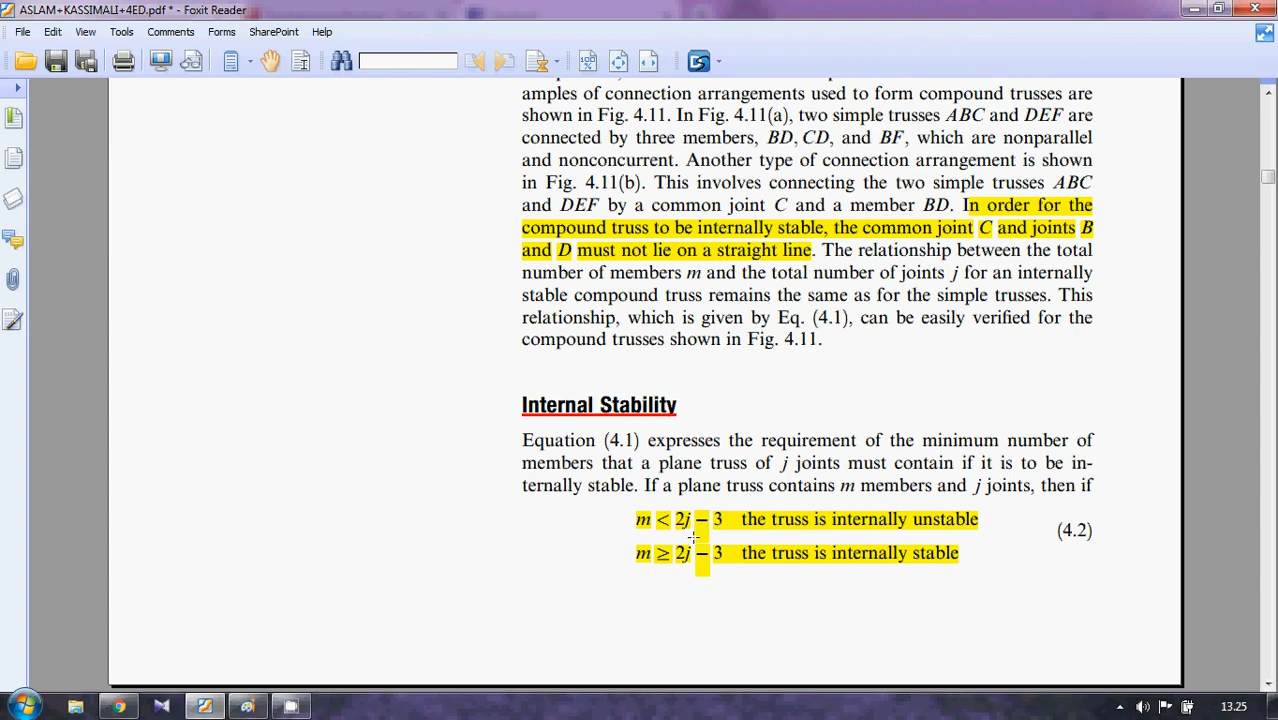 ASLAM+KASSIMALI+4ED.pdf * - Foxit Reader
File Edit View Tools Comments Forms SharePoint Help
amples of connection arrangements used to form compound trusses are
shown in Fig. 4.11. In Fig. 4.11(a), two simple trusses ABC and DEF are
connected by three members, BD, CD, and BF, which are nonparallel
and nonconcurrent. Another type of connection arrangement is shown
in Fig. 4.11(b). This involves connecting the two simple trusses ABC
and DEF by a common joint C and a member BD. In order for the
compound truss to be internally stable, the common joint C and joints B
and D must not lie on a straight line. The relationship between the total
number of members m and the total number of joints j for an internally
stable compound truss remains the same as for the simple trusses. This
relationship, which is given by Eq. (4.1), can be easily verified for the
compound trusses shown in Fig. 4.11.
Internal Stability
Equation (4.1) expresses the requirement of the minimum number of
members that a plane truss of j joints must contain if it is to be in-
ternally stable. If a plane truss contains m members and j joints, then if
m < 2j − 3 the truss is internally unstable
(4.2)
m ≥ 2j − 3 the truss is internally stable
13.25